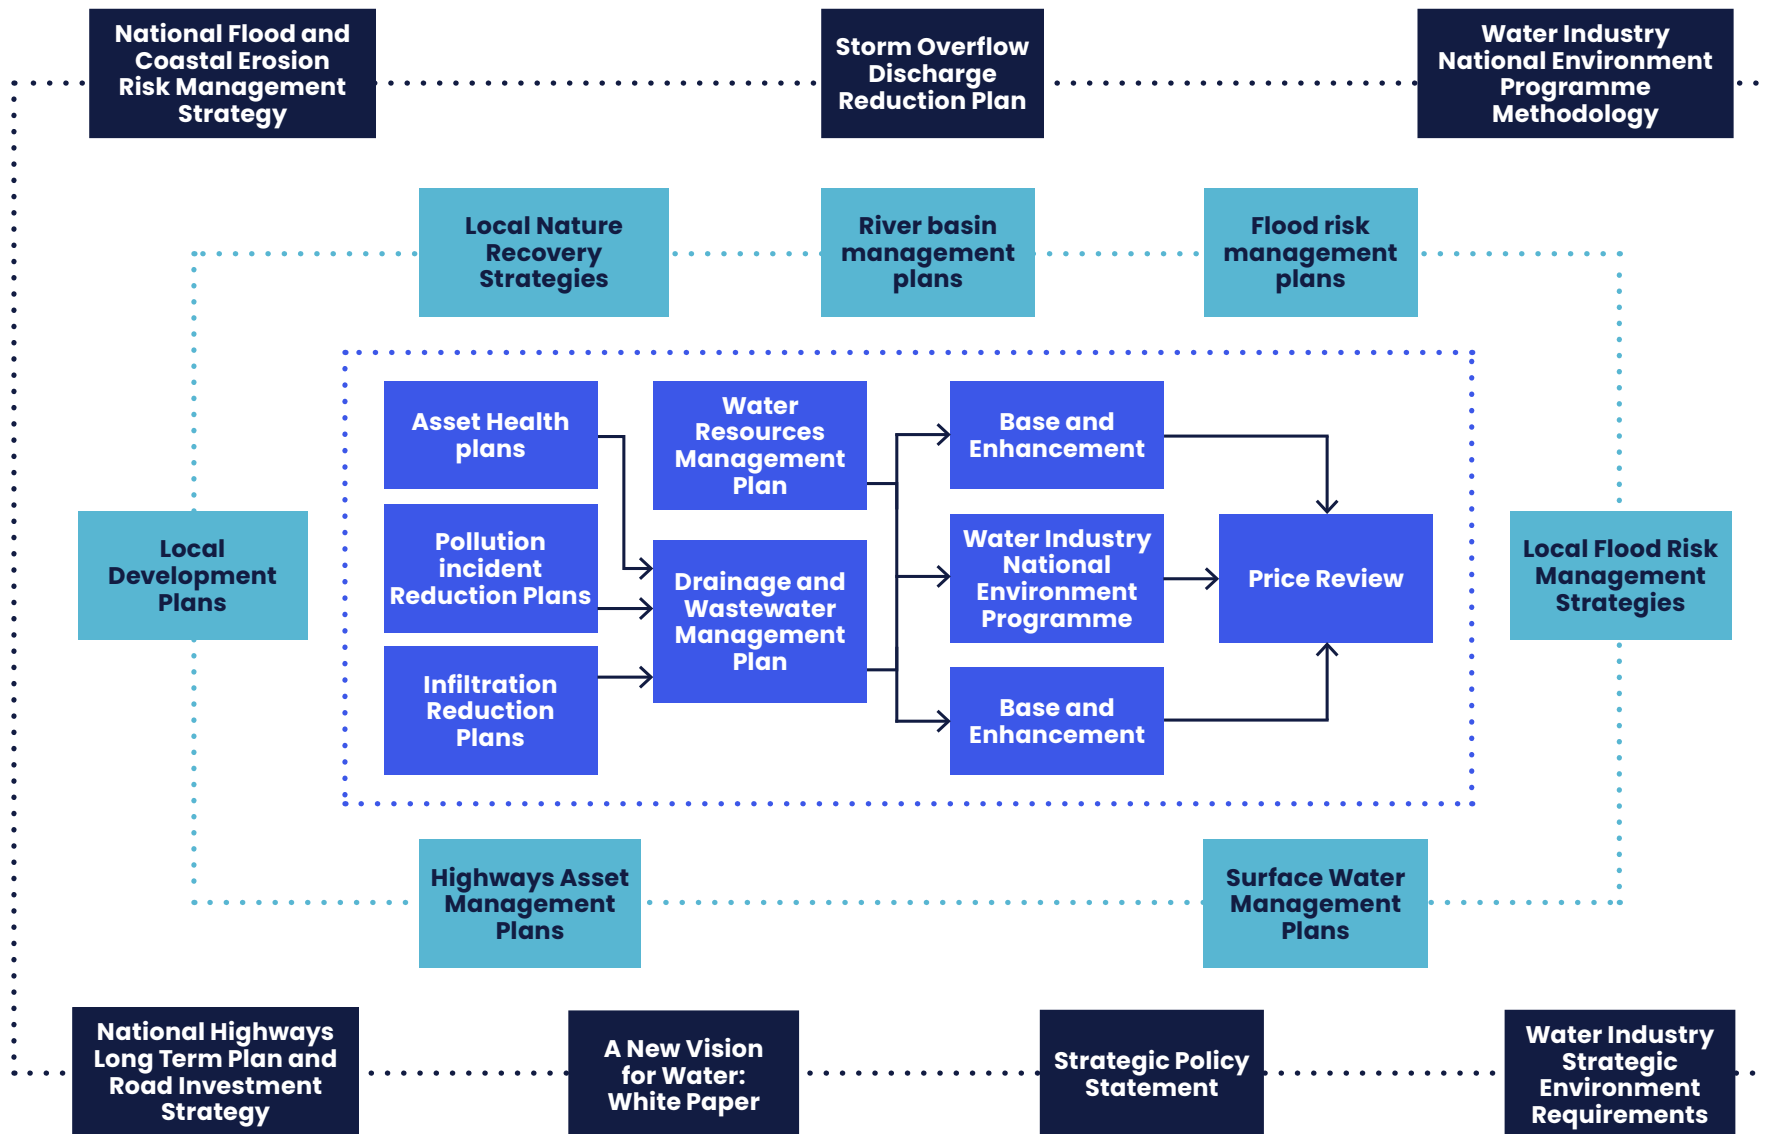 National Flood and
Coastal Erosion
Risk Management
Strategy
Storm Overflow
Discharge
Reduction Plan
Water Industry
National Environment
Programme
Methodology
Local Nature
Recovery
Strategies
River basin
management
plans
Flood risk
management
plans
Asset Health
plans
Water
Resources
Management
Plan
Base and
Enhancement
Local
Development
Plans
Pollution
incident
Reduction Plans
Drainage and
Wastewater
Management
Plan
Water Industry
National
Environment
Programme
Price Review
Local Flood Risk
Management
Strategies
Infiltration
Reduction
Plans
Base and
Enhancement
Highways Asset
Management
Plans
Surface Water
Management
Plans
National Highways
Long Term Plan and
Road Investment
Strategy
A New Vision
for Water:
White Paper
Strategic Policy
Statement
Water Industry
Strategic
Environment
Requirements